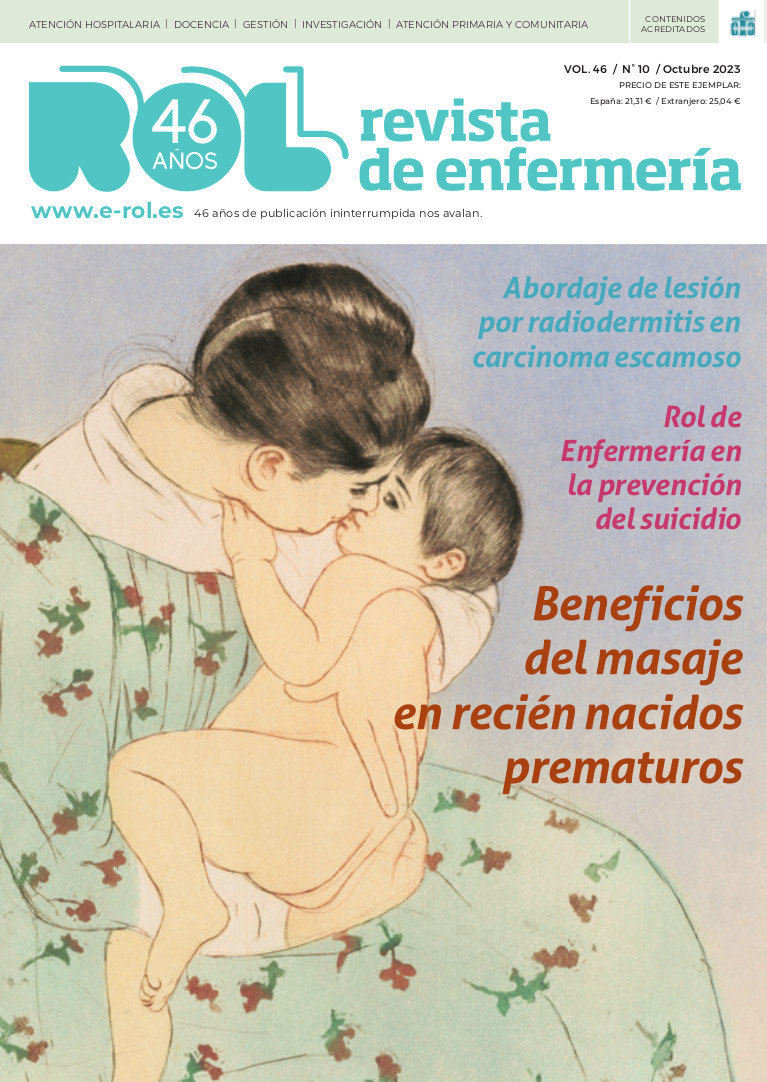 ATENCIÓN HOSPITALARIA | DOCENCIA | GESTIÓN | INVESTIGACIÓN | ATENCIÓN PRIMARIA Y COMUNITARIA
CONTENIDOS
ACREDITADOS
VOL. 46 / N° 10 / Octubre 2023
PRECIO DE ESTE EJEMPLAR:
España: 21,31 € / Extranjero: 25,04 €
ROL
46
AÑOS
revista
de enfermería
www.e-rol.es 46 años de publicación ininterrumpida nos avalan.
Abordaje de lesión
por radiodermitis en
carcinoma escamoso
Rol de
Enfermería en
la prevención
del suicidio
Beneficios
del masaje
en recién nacidos
prematuros